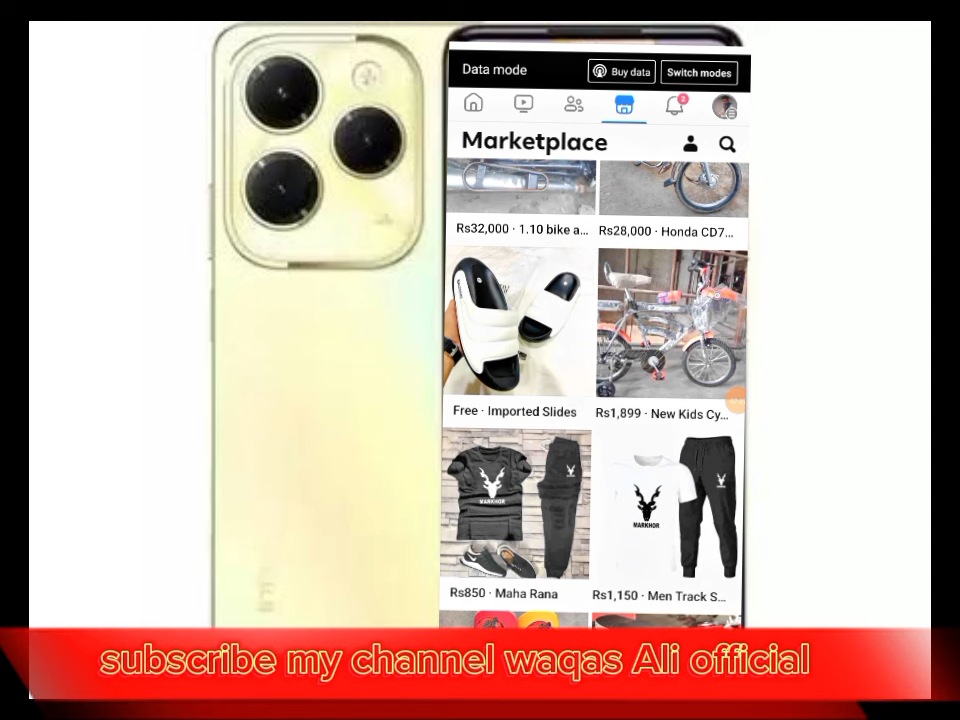 Data mode
Buy data
Switch modes
2
Marketplace
Rs32,000 · 1.10 bike a...
Rs28,000 · Honda CD7...
Free · Imported Slides
Rs1,899 · New Kids Cy...
MARKHOR
MARKHOR
Rs850 · Maha Rana
Rs1,150 · Men Track S...
subscribe my channel waqas Ali official